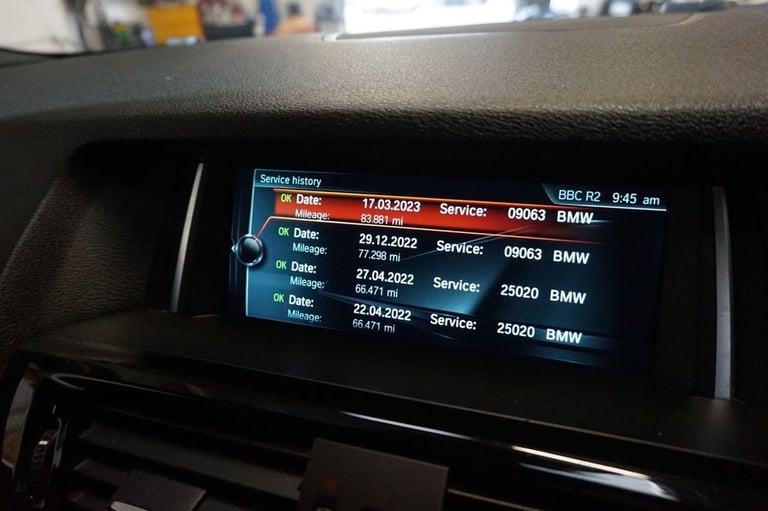 Service history
BBC R2 9:45 am
OK Date: 17.03.2023 Service: 09063 BMW
Mileage: 83.881 mi
OK Date: 29.12.2022 Service: 09063 BMW
Mileage: 77.298 mi
OK Date: 27.04.2022 Service: 25020 BMW
Mileage: 66.471 mi
OK Date: 22.04.2022 Service: 25020 BMW
Mileage: 66.471 mi